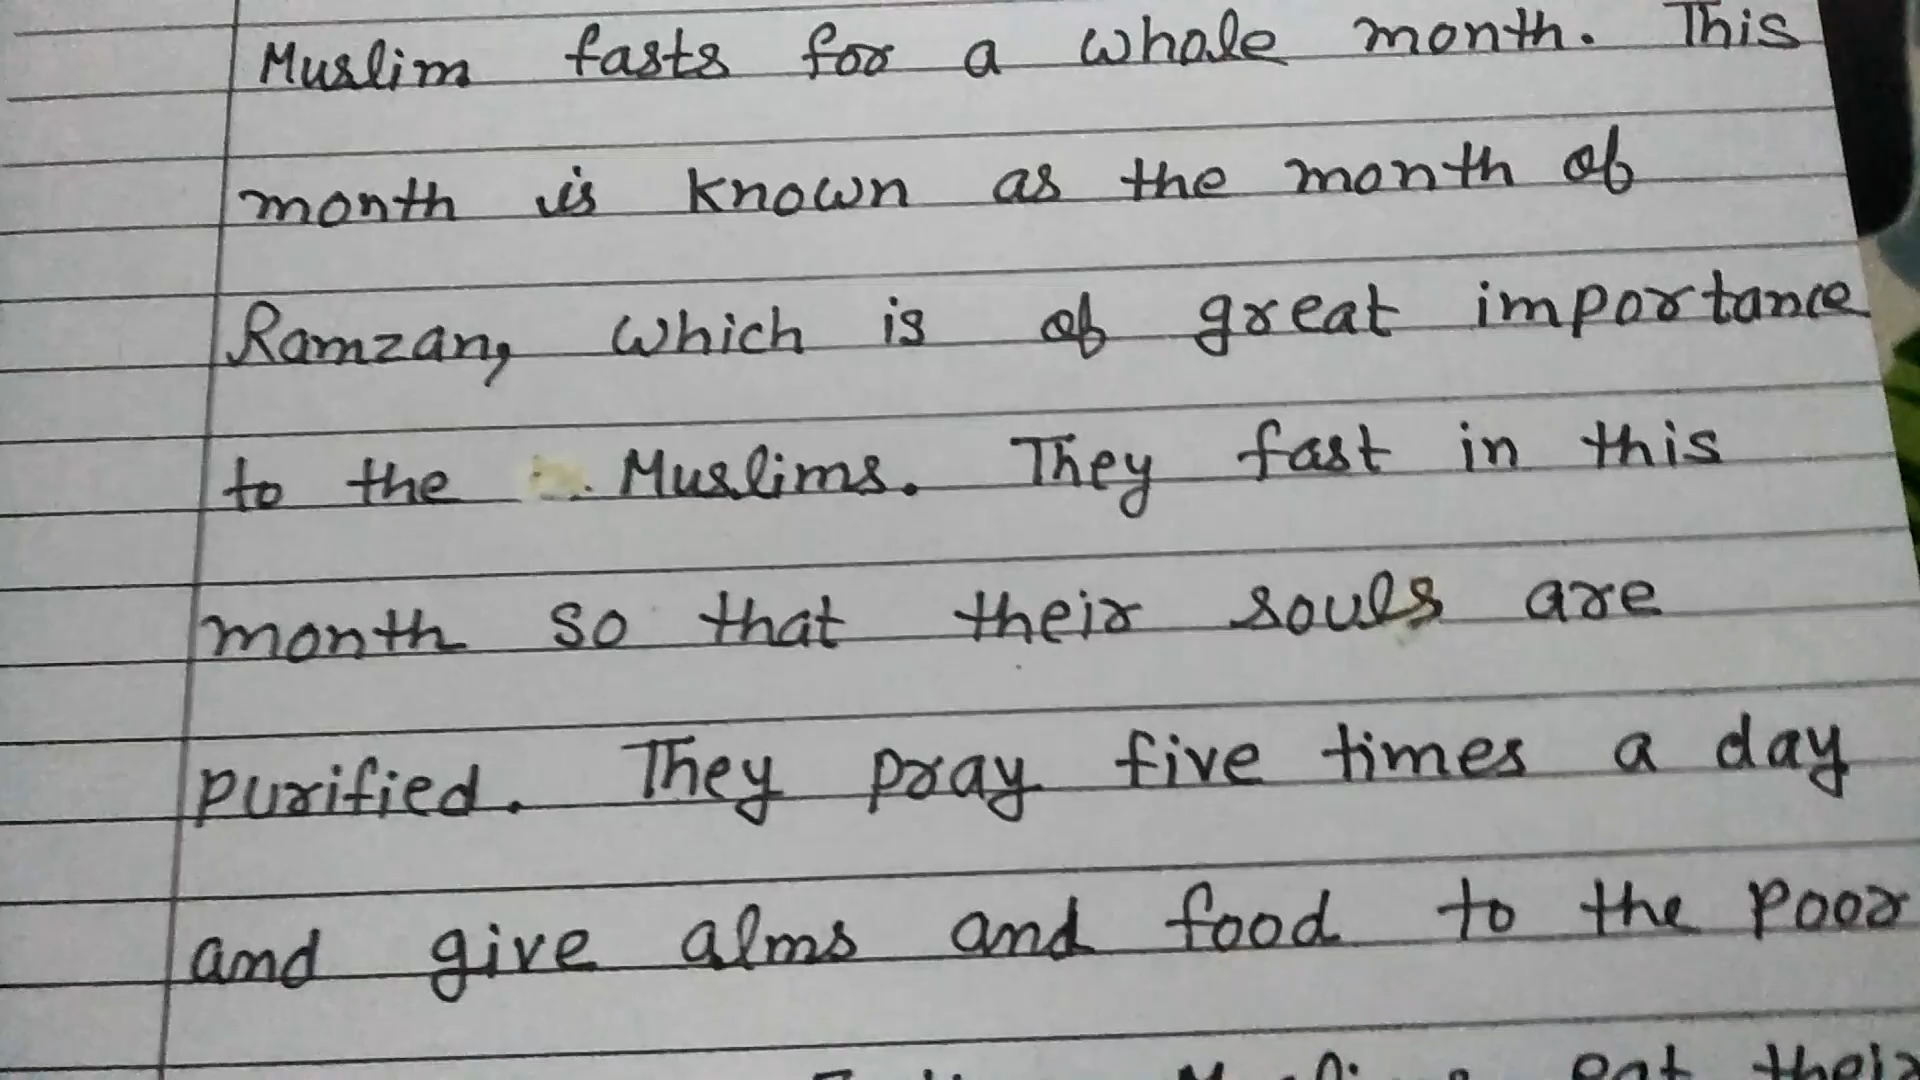 Muslim fasts for a whole month. This
month is known as the month of
Ramzan, which is of great importance
to the Muslims. They fast in this
month so that their souls are
purified. They pray five times a day
and give alms and food to the poor
eat their